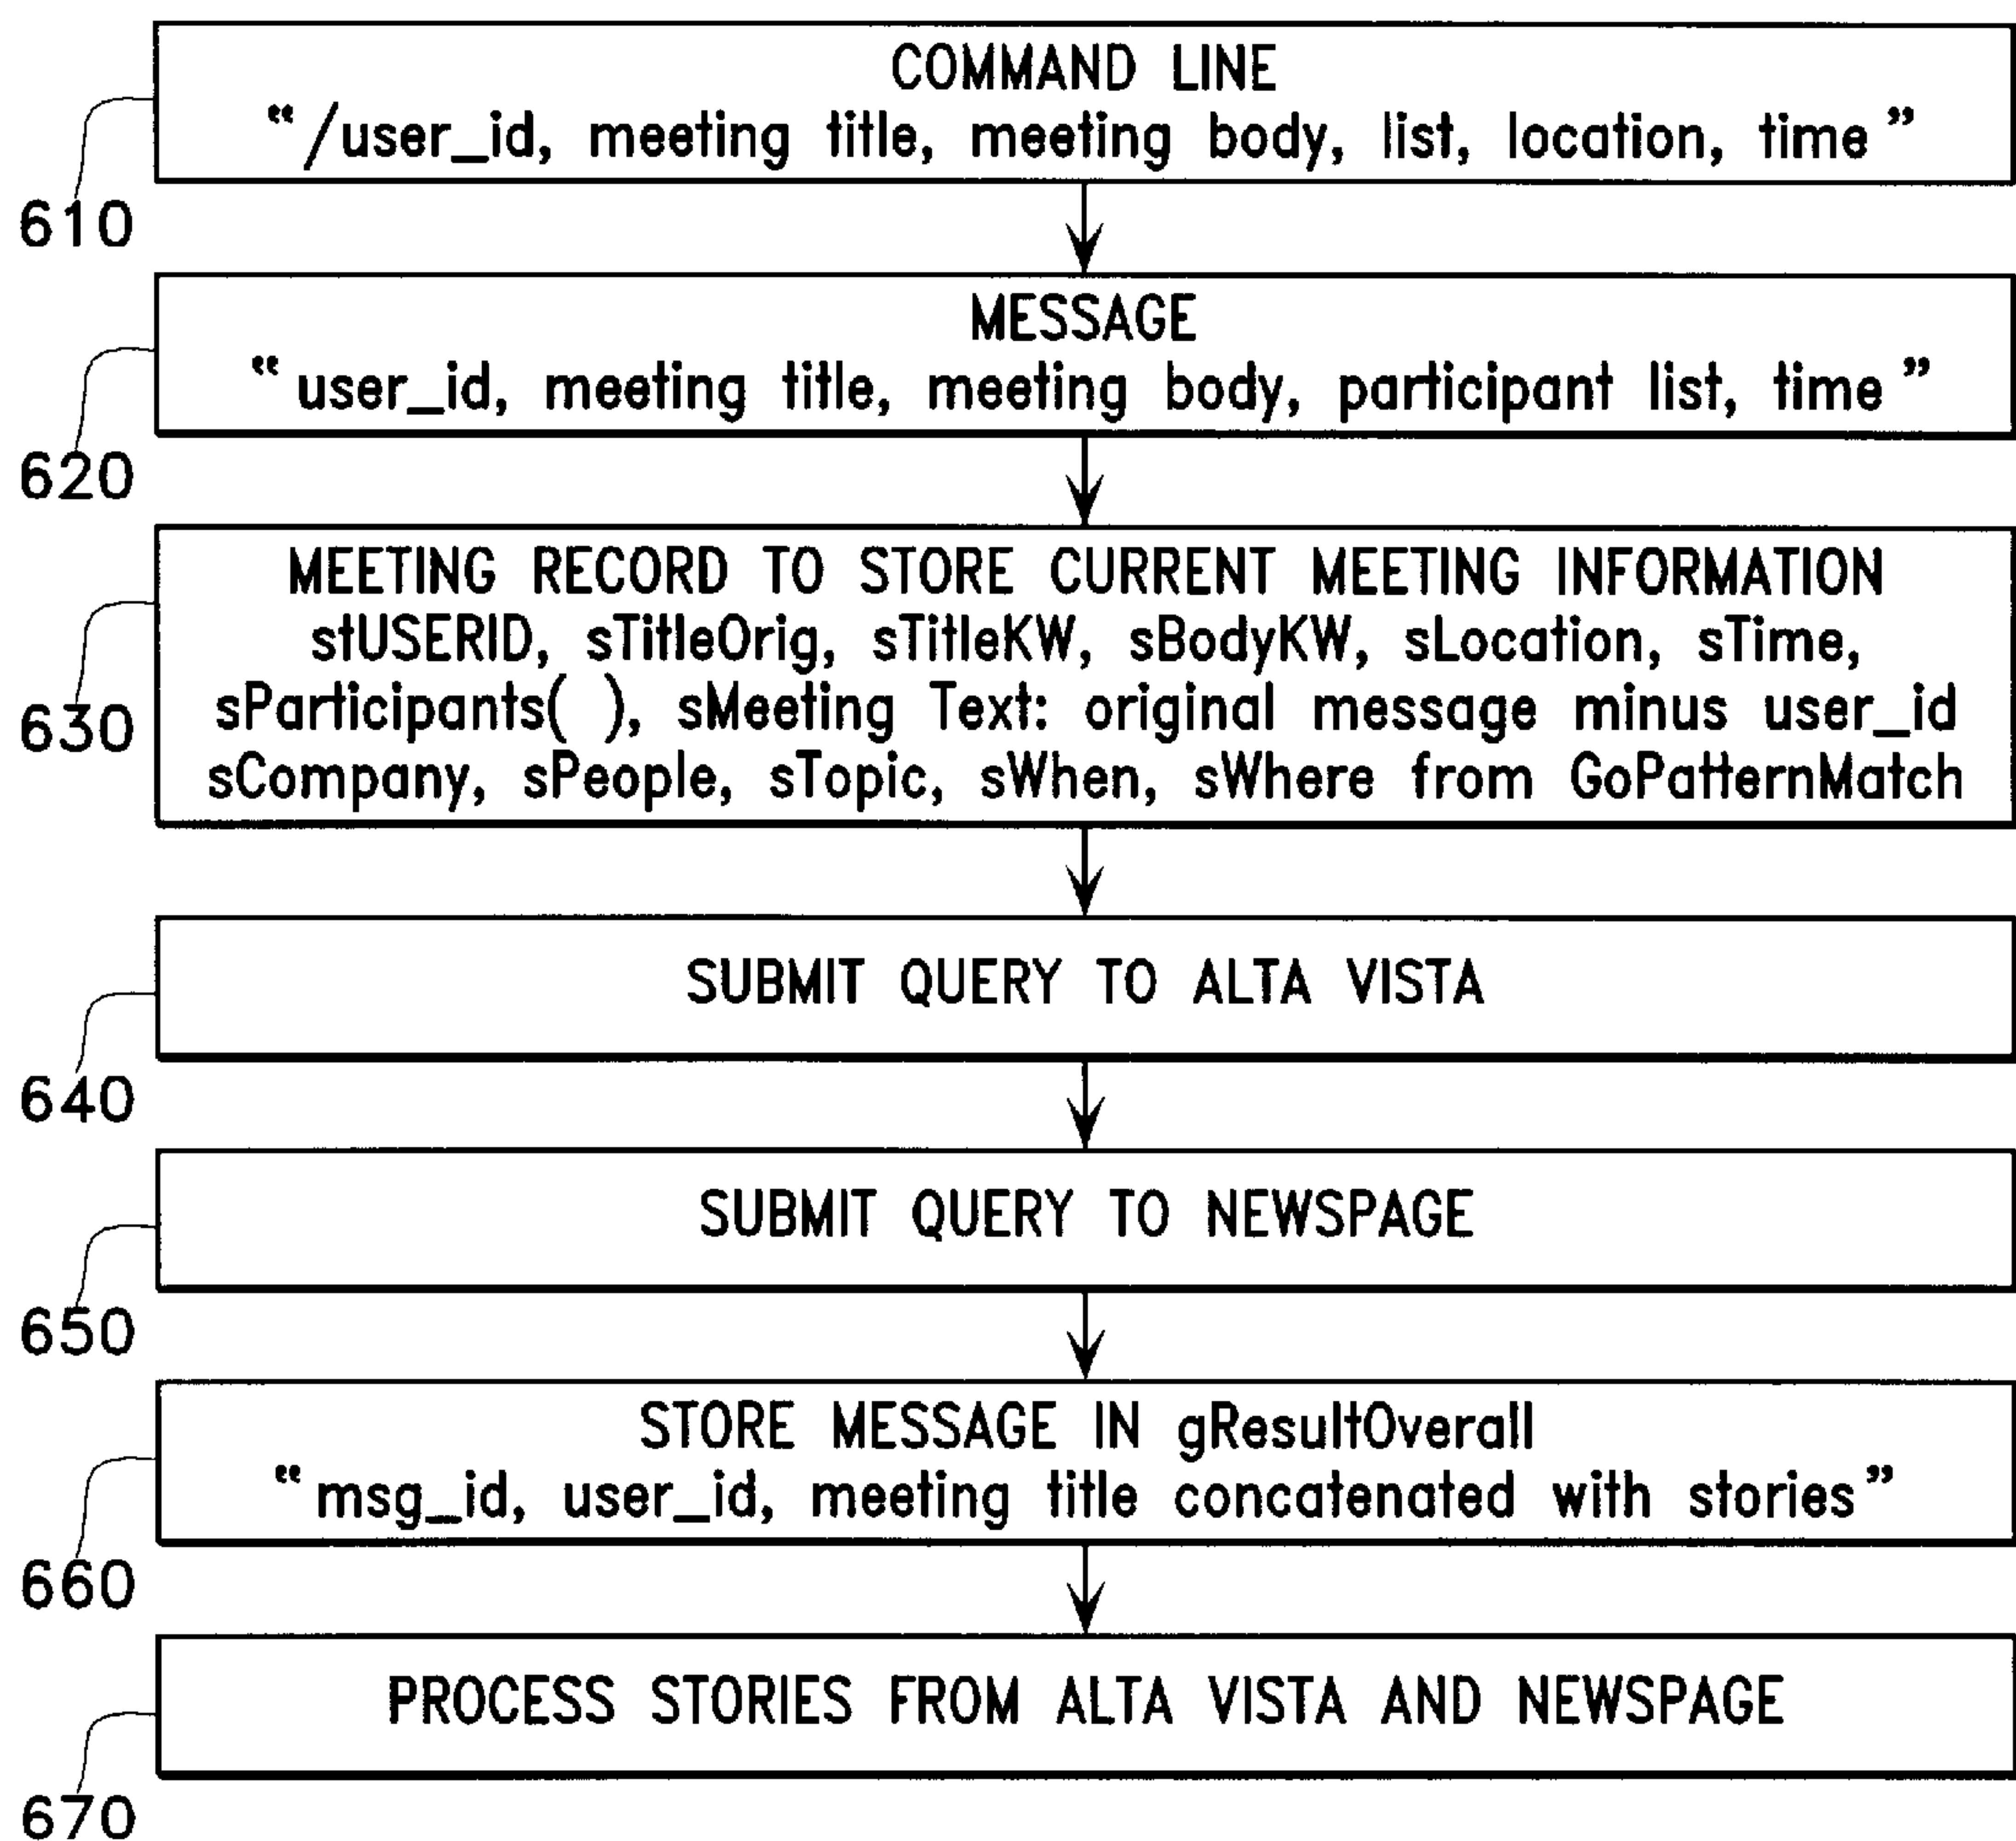 COMMAND LINE
“/user_id, meeting title, meeting body, list, location, time”
610
MESSAGE
“user_id, meeting title, meeting body, participant list, time”
620
MEETING RECORD TO STORE CURRENT MEETING INFORMATION
stUSERID, sTitleOrig, sTitleKW, sBodyKW, sLocation, sTime,
sParticipants( ), sMeeting Text: original message minus user_id
sCompany, sPeople, sTopic, sWhen, sWhere from GoPatternMatch
630
SUBMIT QUERY TO ALTA VISTA
640
SUBMIT QUERY TO NEWSPAGE
650
STORE MESSAGE IN gResultOverall
“msg_id, user_id, meeting title concatenated with stories”
660
PROCESS STORIES FROM ALTA VISTA AND NEWSPAGE
670